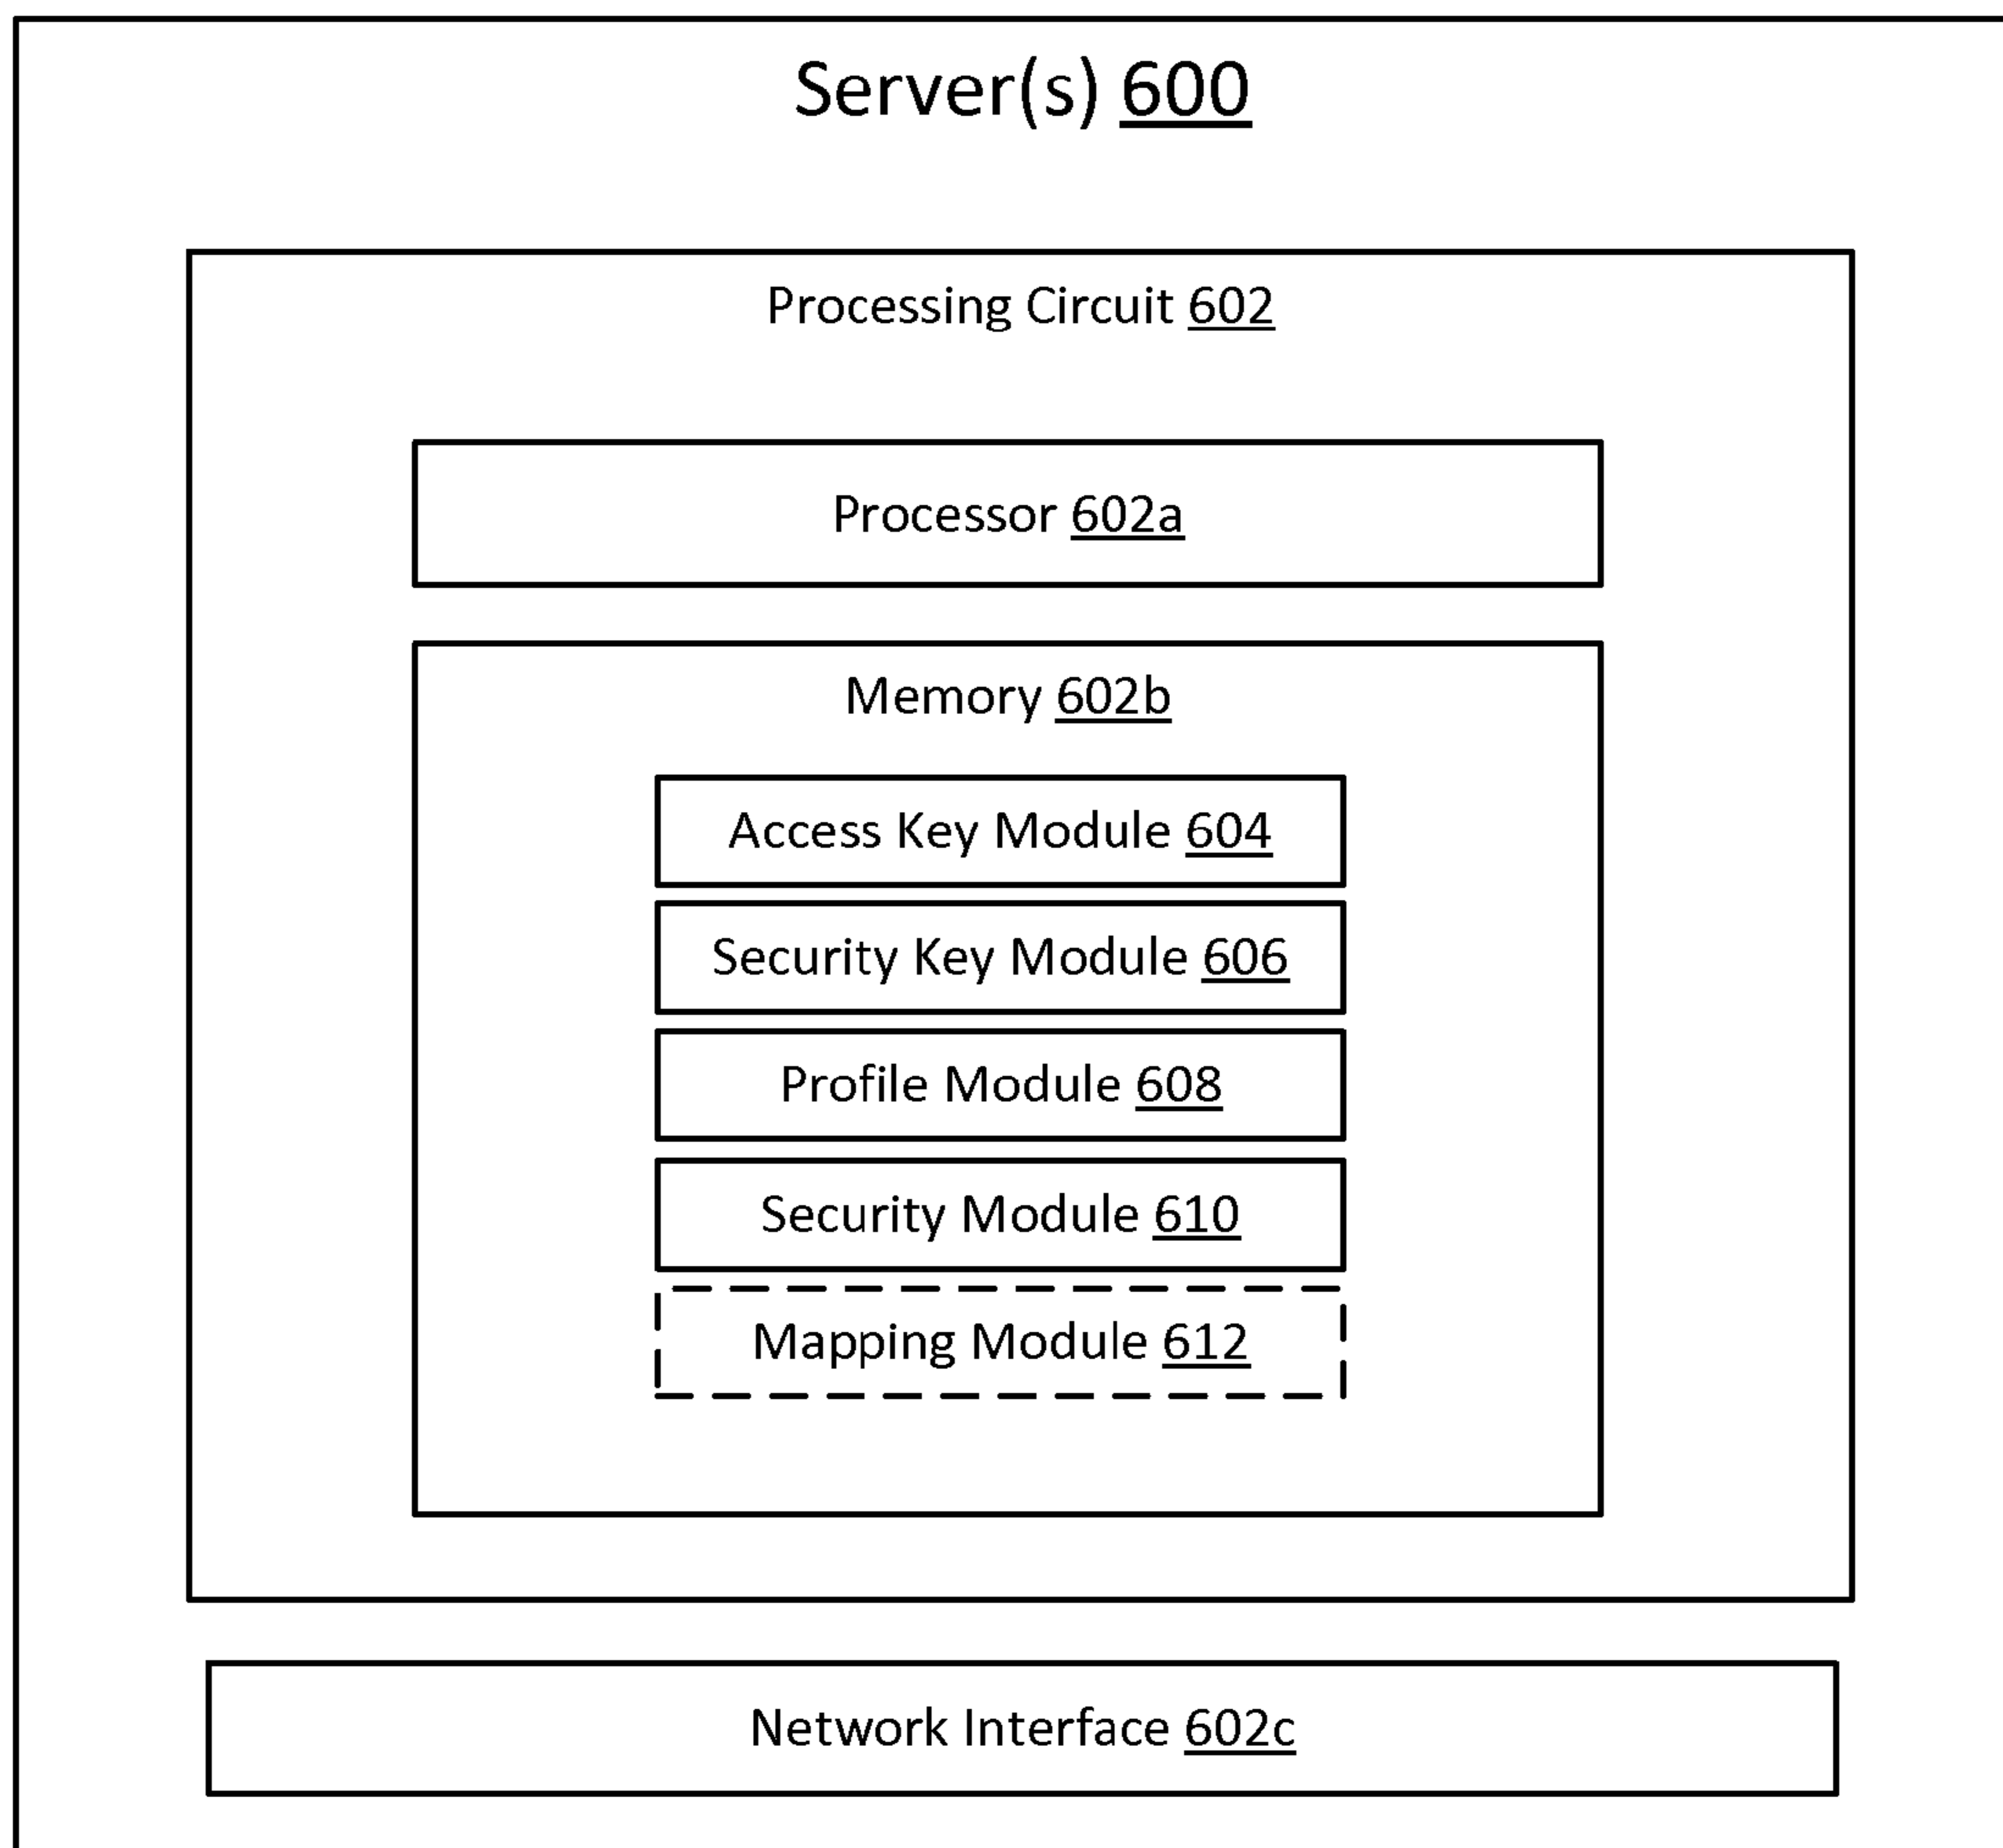 Server(s) 600
Processing Circuit 602
Processor 602a
Memory 602b
Access Key Module 604
Security Key Module 606
Profile Module 608
Security Module 610
Mapping Module 612
Network Interface 602c